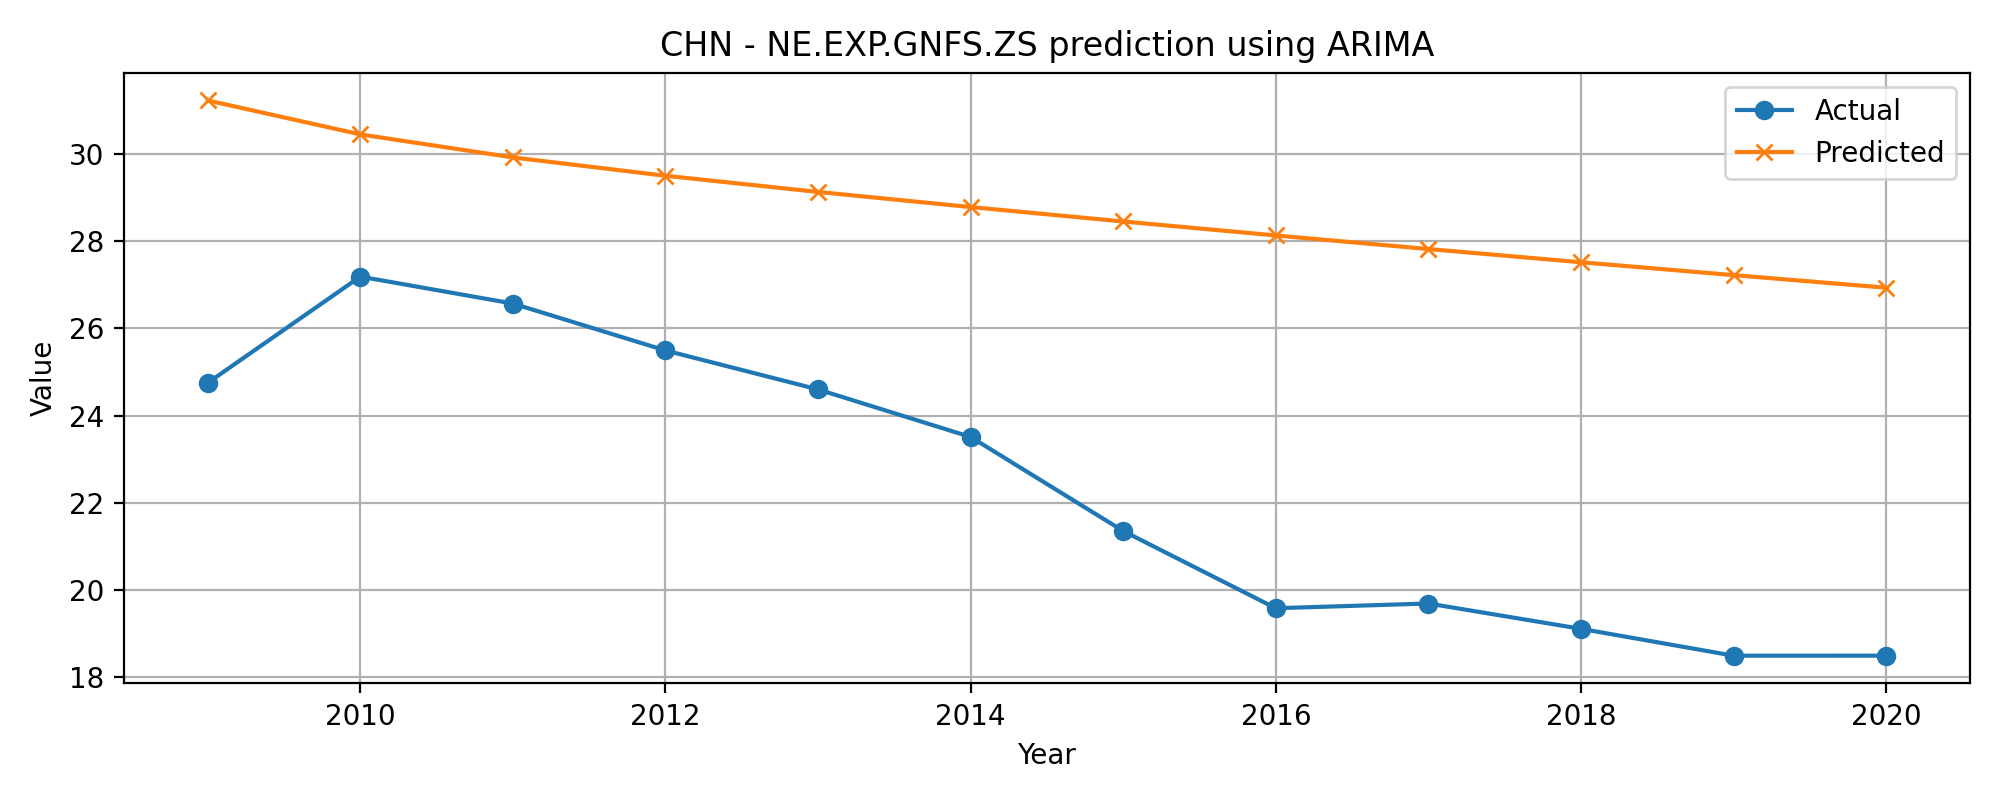 CHN - NE.EXP.GNFS.ZS prediction using ARIMA
Actual
Predicted
30
28
26
24
22
20
18
Value
2010 2012 2014 2016 2018 2020
Year